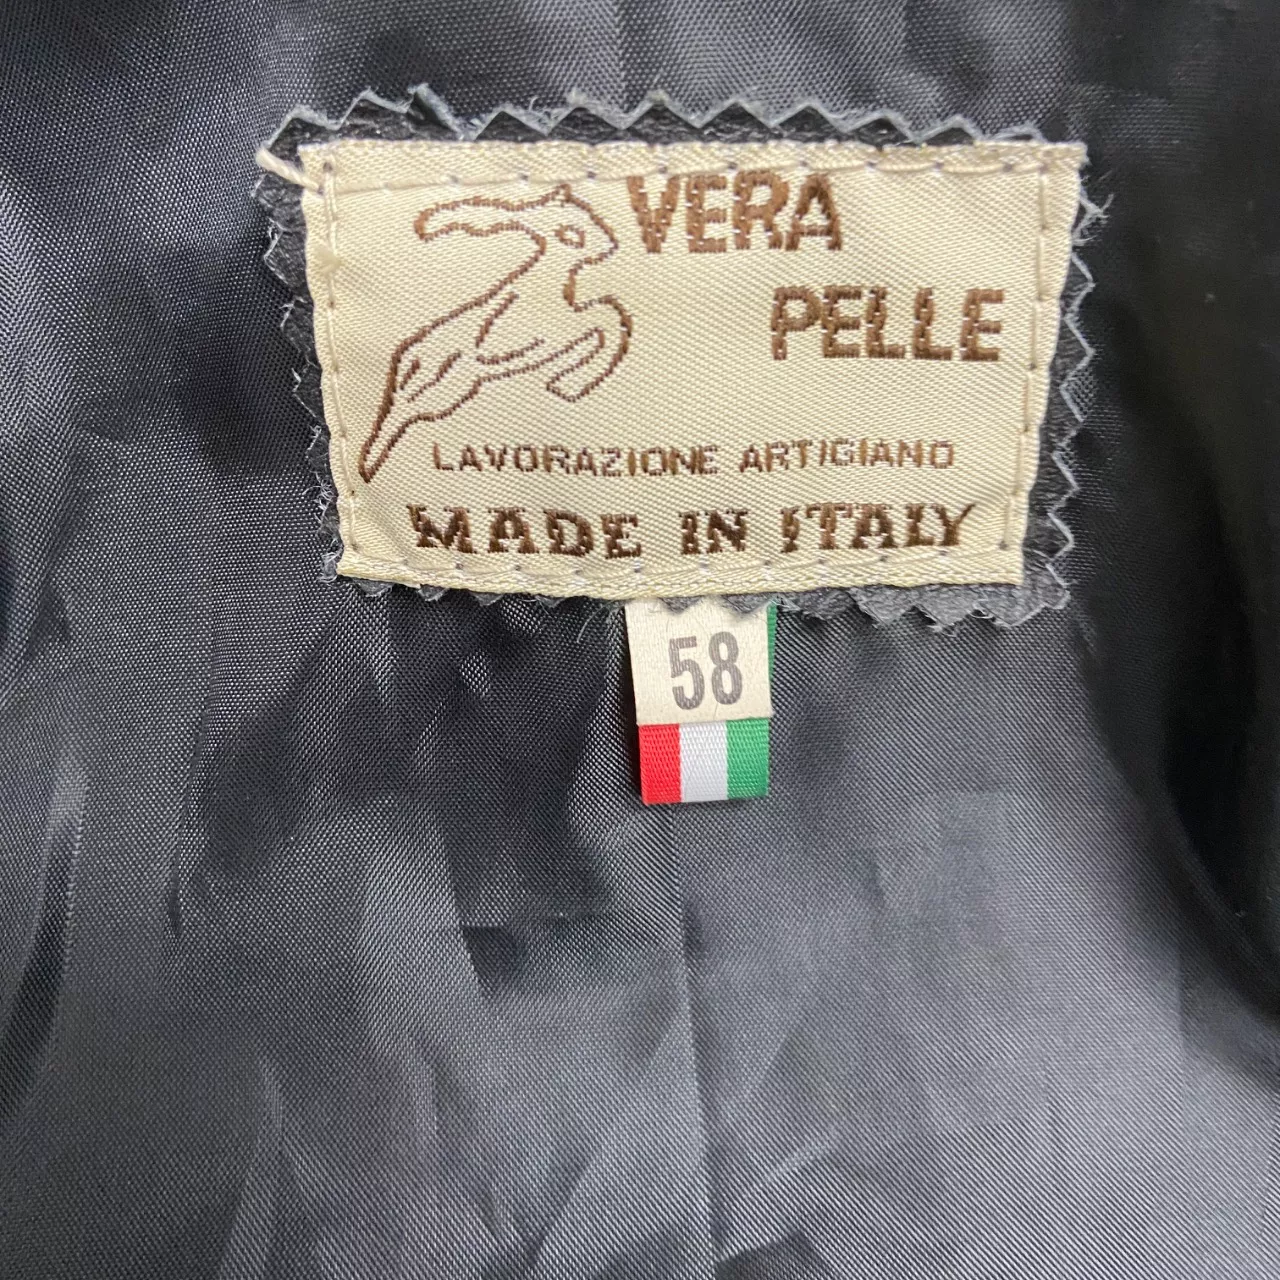 VERA
PELLE
LAVORAZIONE ARTIGIANO
MADE IN ITALY
58